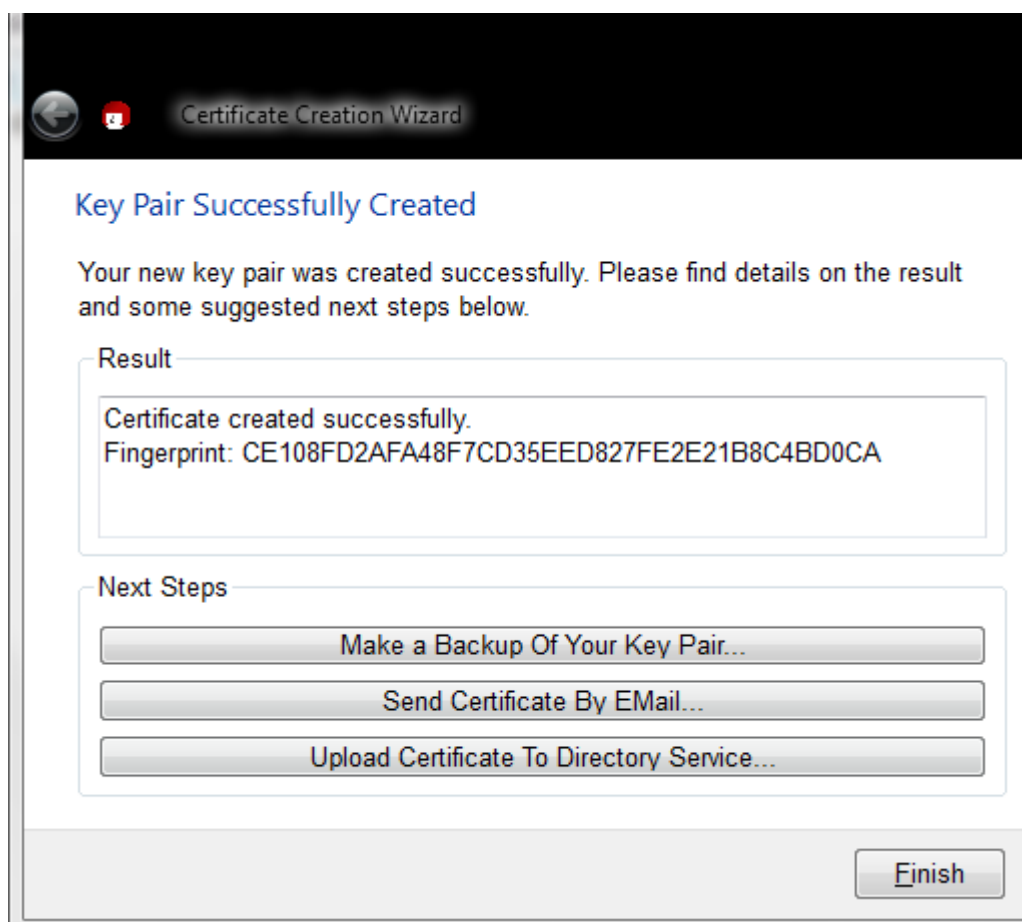 Certificate Creation Wizard
Key Pair Successfully Created
Your new key pair was created successfully. Please find details on the result
and some suggested next steps below.
Result
Certificate created successfully.
Fingerprint: CE108FD2AFA48F7CD35EED827FE2E21B8C4BD0CA
Next Steps
Make a Backup Of Your Key Pair...
Send Certificate By EMail...
Upload Certificate To Directory Service...
Finish